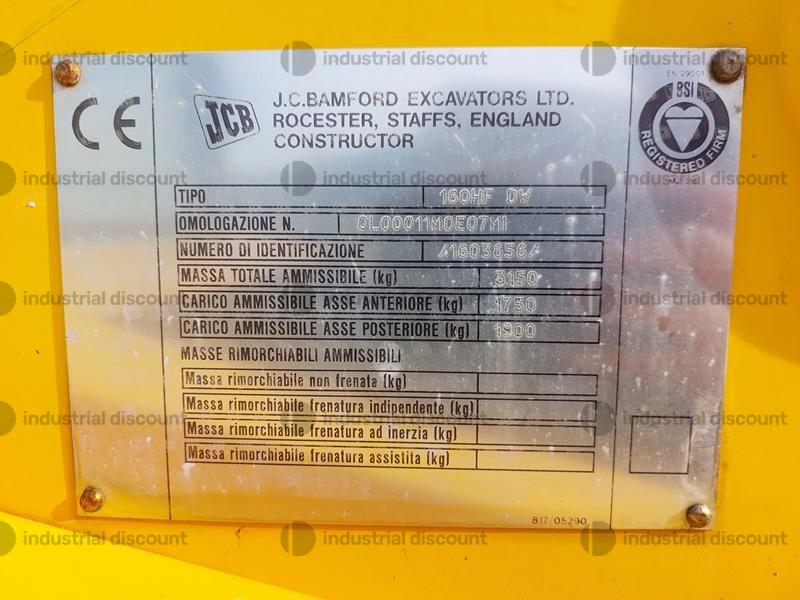 CE
JCB
J.C.BAMFORD EXCAVATORS LTD.
ROCESTER, STAFFS, ENGLAND
CONSTRUCTOR
EN 29001
BSI
REGISTERED FIRM
TIPO 160HF DW
OMOLOGAZIONE N. OL00011MOE07M1
NUMERO DI IDENTIFICAZIONE /1603656/
MASSA TOTALE AMMISSIBILE (kg) 3150
CARICO AMMISSIBILE ASSE ANTERIORE (kg) 1750
CARICO AMMISSIBILE ASSE POSTERIORE (kg) 1900
MASSE RIMORCHIABILI AMMISSIBILI
Massa rimorchiabile non frenata (kg)
Massa rimorchiabile frenatura indipendente (kg)
Massa rimorchiabile frenatura ad inerzia (kg)
Massa rimorchiabile frenatura assistita (kg)
817/05290
industrial discount